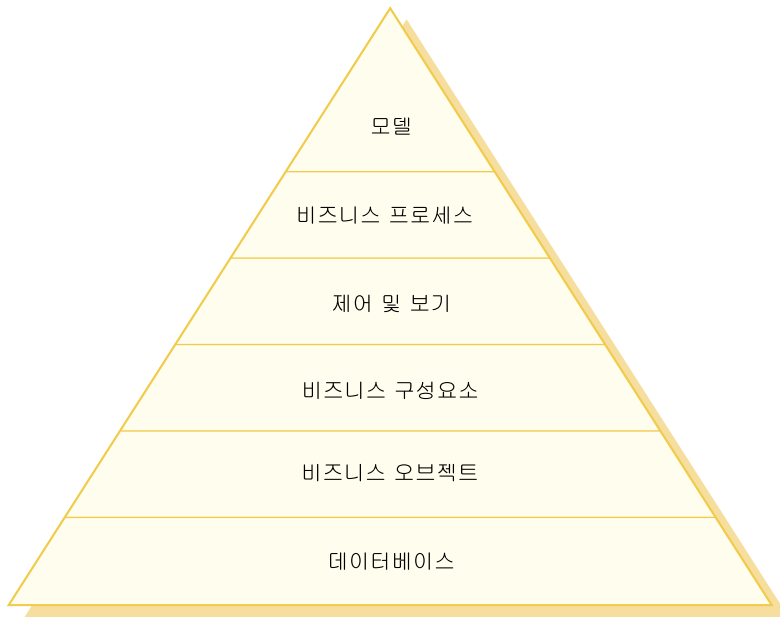 모델
비즈니스 프로세스
제어 및 보기
비즈니스 구성요소
비즈니스 오브젝트
데이터베이스